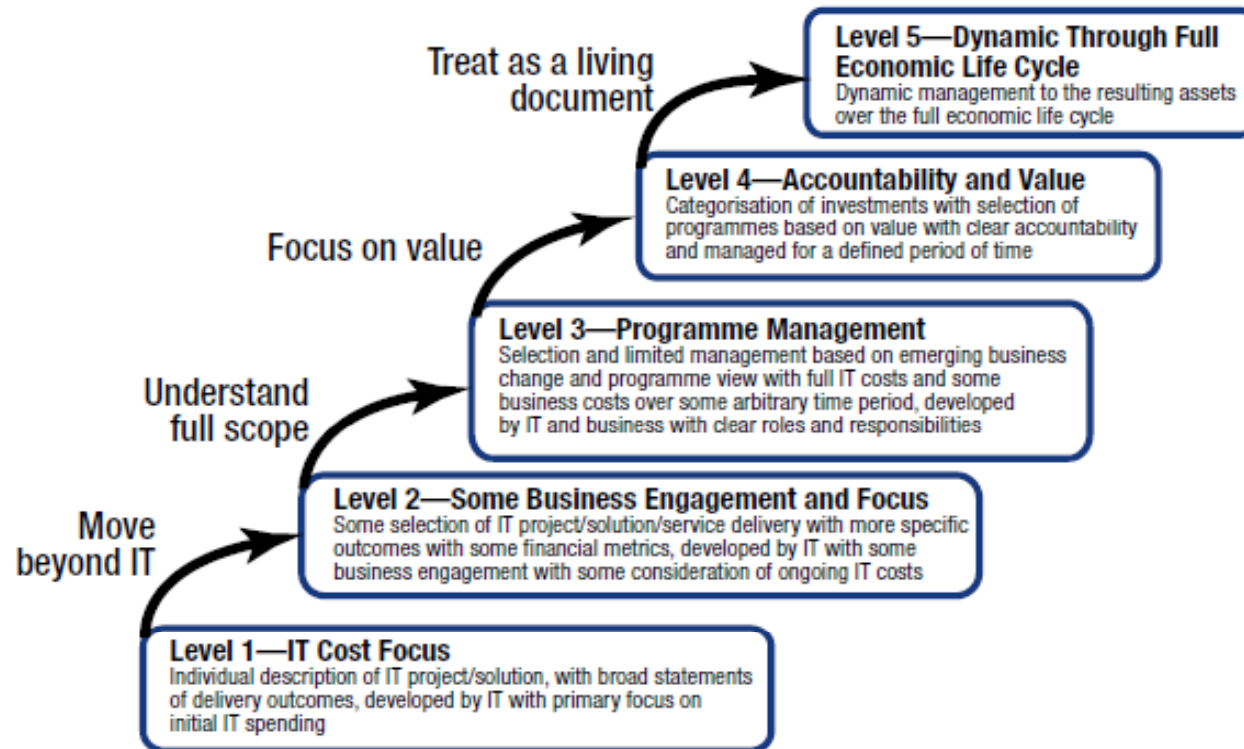 Level 5—Dynamic Through Full
Economic Life Cycle
Dynamic management to the resulting assets
over the full economic life cycle
Treat as a living
document
Level 4—Accountability and Value
Categorisation of investments with selection of
programmes based on value with clear accountability
and managed for a defined period of time
Focus on value
Level 3—Programme Management
Selection and limited management based on emerging business
change and programme view with full IT costs and some
business costs over some arbitrary time period, developed
by IT and business with clear roles and responsibilities
Understand
full scope
Level 2—Some Business Engagement and Focus
Some selection of IT project/solution/service delivery with more specific
outcomes with some financial metrics, developed by IT with some
business engagement with some consideration of ongoing IT costs
Move
beyond IT
Level 1—IT Cost Focus
Individual description of IT project/solution, with broad statements
of delivery outcomes, developed by IT with primary focus on
initial IT spending